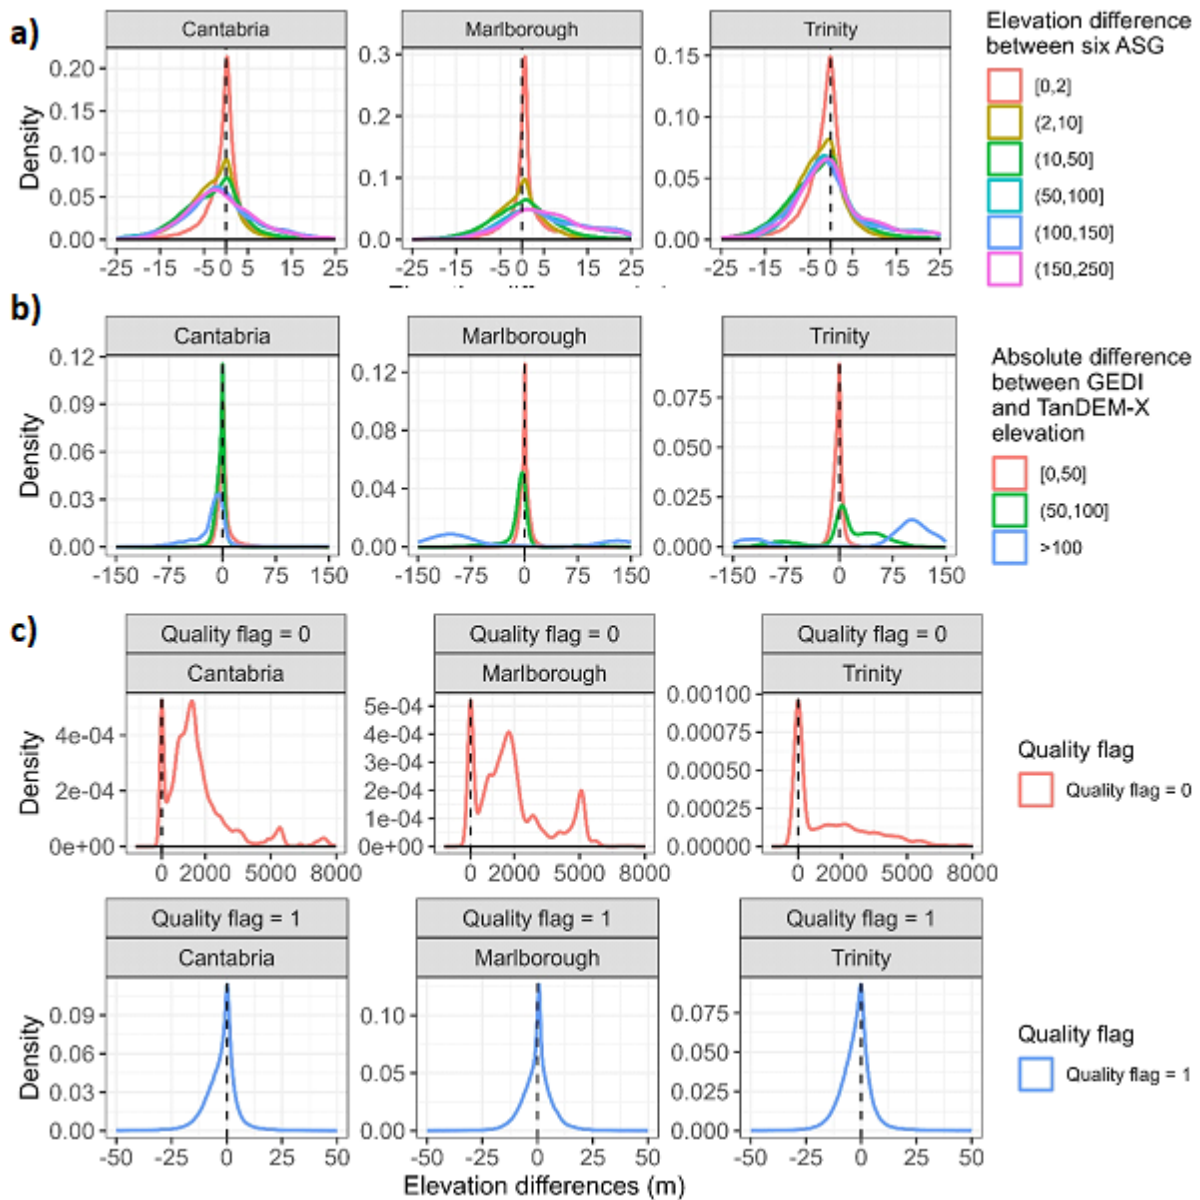 a)
Cantabria
Marlborough
Trinity
Elevation difference
between six ASG
[0,2]
(2,10]
(10,50]
(50,100]
(100,150]
(150,250]
Density
0.20
0.15
0.10
0.05
0.00
-25 -15 -5 0 5 15 25
0.3
0.2
0.1
0.0
-25 -15 -5 0 5 15 25
0.15
0.10
0.05
0.00
-25 -15 -5 0 5 15 25
b)
Cantabria
Marlborough
Trinity
Absolute difference
between GEDI
and TanDEM-X
elevation
[0,50]
(50,100]
>100
Density
0.12
0.09
0.06
0.03
0.00
-150 -75 0 75 150
0.12
0.08
0.04
0.00
-150 -75 0 75 150
0.075
0.050
0.025
0.000
-150 -75 0 75 150
c)
Quality flag = 0
Cantabria
Quality flag = 0
Marlborough
Quality flag = 0
Trinity
Density
4e-04
2e-04
0e+00
0 2000 5000 8000
5e-04
4e-04
3e-04
2e-04
1e-04
0e+00
0 2000 5000 8000
0.00100
0.00075
0.00050
0.00025
0.00000
0 2000 5000 8000
Quality flag
Quality flag = 0
Quality flag = 1
Cantabria
Quality flag = 1
Marlborough
Quality flag = 1
Trinity
Density
0.09
0.06
0.03
0.00
-50 -25 0 25 50
0.10
0.05
0.00
-50 -25 0 25 50
0.075
0.050
0.025
0.000
-50 -25 0 25 50
Quality flag
Quality flag = 1
Elevation differences (m)